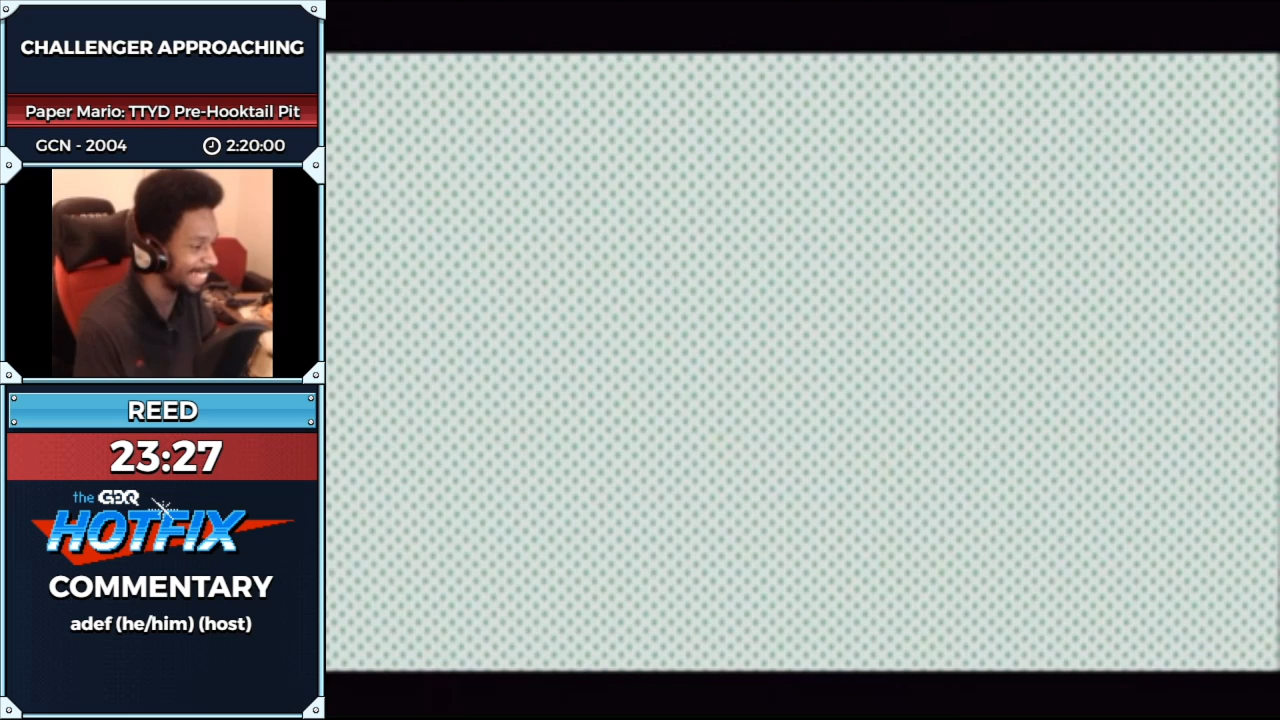 CHALLENGER APPROACHING
Paper Mario: TTYD Pre-Hooktail Pit
GCN - 2004
2:20:00
REED
23:27
the GDQ
HOTFIX
COMMENTARY
adef (he/him) (host)